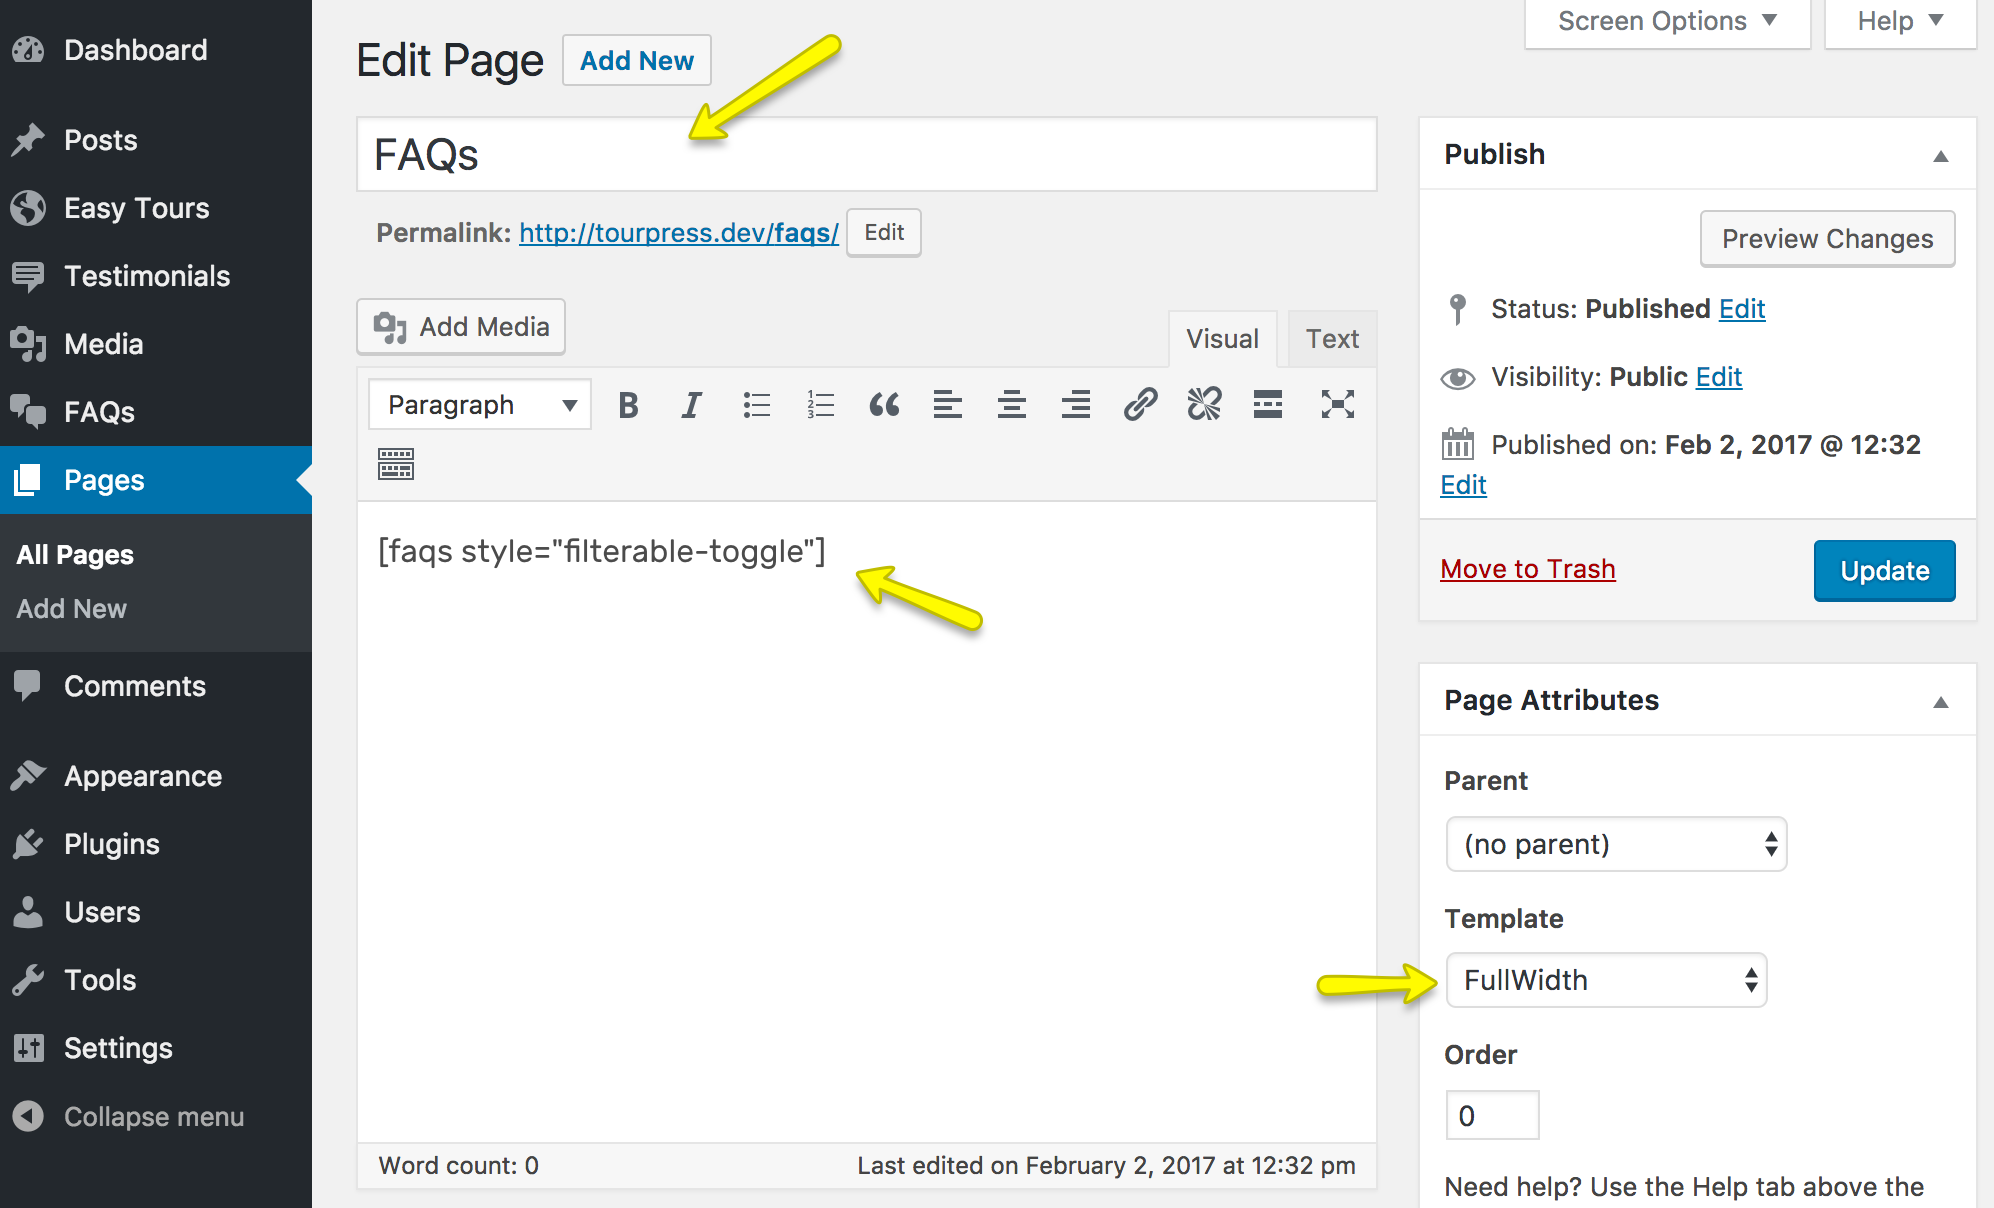 Dashboard
Posts
Easy Tours
Testimonials
Media
FAQs
Pages
All Pages
Add New
Comments
Appearance
Plugins
Users
Tools
Settings
Collapse menu
Screen Options
Help
Edit Page
Add New
FAQs
Permalink: http://tourpress.dev/faqs/ Edit
Add Media
Visual
Text
Paragraph
[faqs style="filterable-toggle"]
Word count: 0
Last edited on February 2, 2017 at 12:32 pm
Publish
Preview Changes
Status: Published Edit
Visibility: Public Edit
Published on: Feb 2, 2017 @ 12:32
Edit
Move to Trash
Update
Page Attributes
Parent
(no parent)
Template
FullWidth
Order
0
Need help? Use the Help tab above the